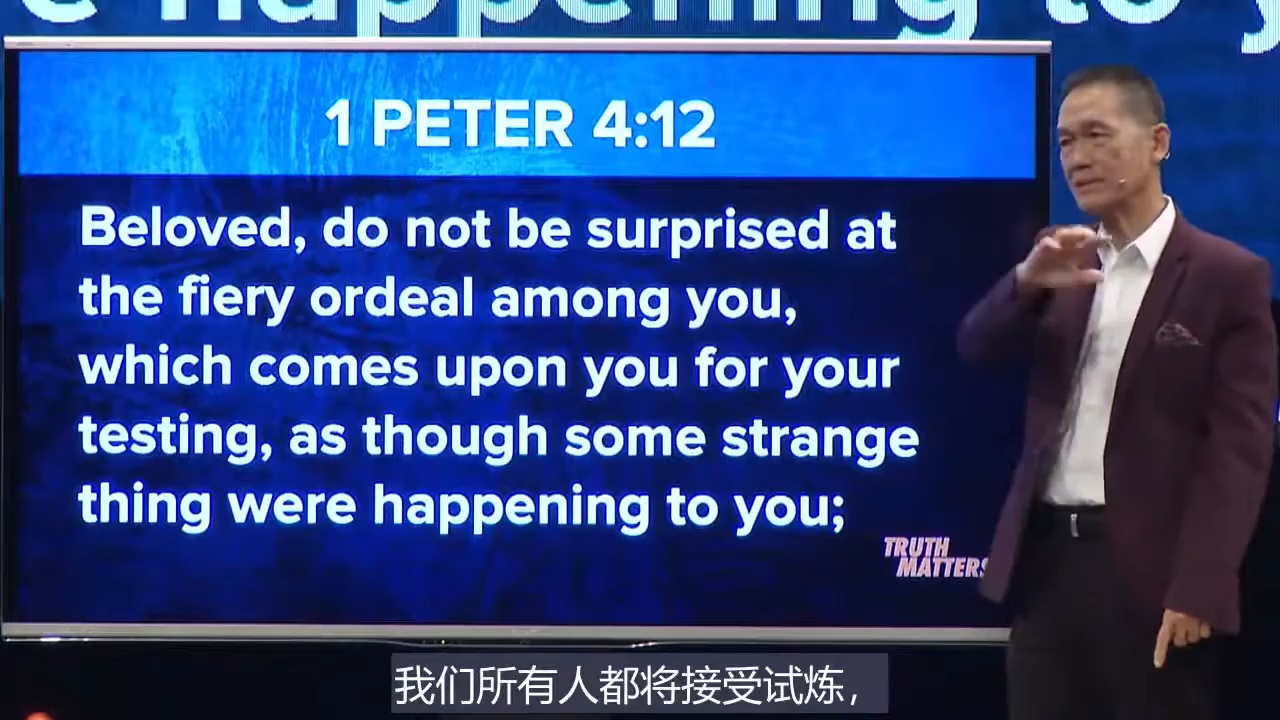 happening to
1 PETER 4:12
Beloved, do not be surprised at
the fiery ordeal among you,
which comes upon you for your
testing, as though some strange
thing were happening to you;
TRUTH
MATTERS
我们所有人都将接受试炼，